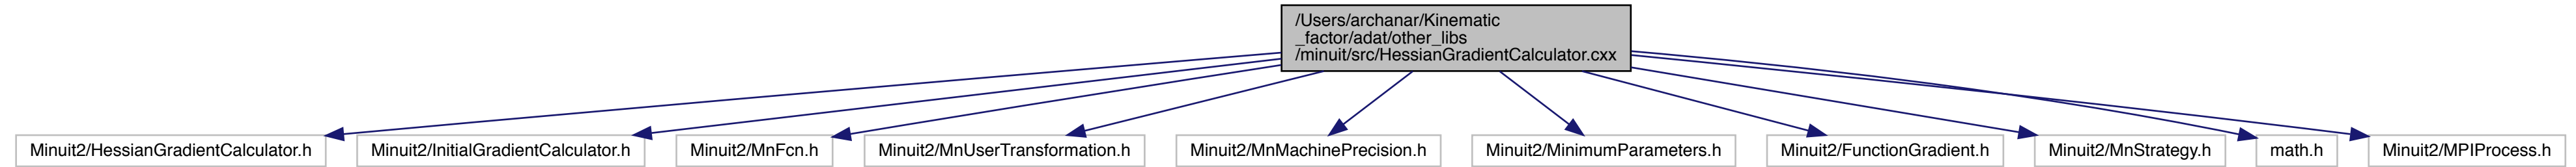 /Users/archanar/Kinematic
_factor/adat/other_libs
/minuit/src/HessianGradientCalculator.cxx
Minuit2/HessianGradientCalculator.h
Minuit2/InitialGradientCalculator.h
Minuit2/MnFcn.h
Minuit2/MnUserTransformation.h
Minuit2/MnMachinePrecision.h
Minuit2/MinimumParameters.h
Minuit2/FunctionGradient.h
Minuit2/MnStrategy.h
math.h
Minuit2/MPIProcess.h